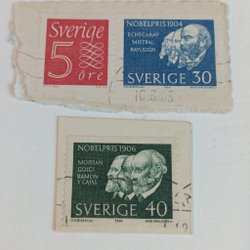 Sverige
5
öre
NOBELPRIS 1904
ECHEGARAY
MISTRAL
RAYLEIGH
SVERIGE 30
NOBELPRIS 1906
MOISSAN
GOLGI
RAMON
Y CAJAL
SVERIGE 40